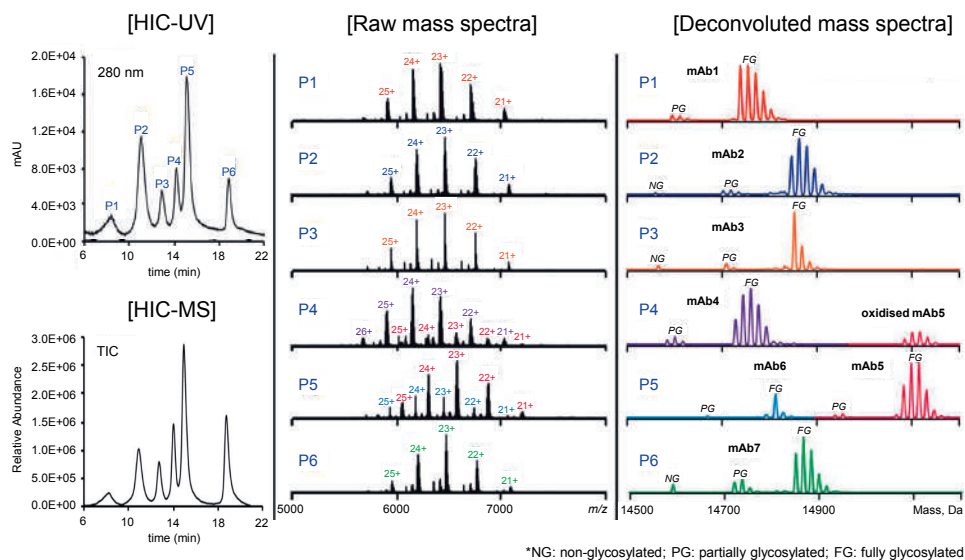 [HIC-UV]
280 nm
mAU
2.0E+04
1.6E+04
1.2E+04
8.0E+03
4.0E+03
0.0E+00
P1
P2
P3
P4
P5
P6
6 10 14 18 22
time (min)
[HIC-MS]
TIC
Relative Abundance
3.0E+06
2.5E+06
2.0E+06
1.5E+06
1.0E+06
5.0E+05
0.0E+00
6 10 14 18 22
time (min)
[Raw mass spectra]
P1
25+ 24+ 23+ 22+ 21+
P2
25+ 24+ 23+ 22+ 21+
P3
25+ 24+ 23+ 22+ 21+
P4
26+ 25+ 25+ 24+ 24+ 23+ 23+ 22+ 22+ 21+ 21+
P5
25+ 25+ 24+ 24+ 23+ 23+ 22+ 22+ 21+ 21+
P6
25+ 24+ 23+ 22+ 21+
5000 6000 7000 m/z
[Deconvoluted mass spectra]
P1
PG mAb1 FG
P2
NG mAb2 PG FG
P3
NG mAb3 PG FG
P4
mAb4 PG FG oxidised mAb5 FG
P5
PG mAb6 FG mAb5 PG FG
P6
NG mAb7 PG FG
14500 14700 14900 Mass, Da
*NG: non-glycosylated; PG: partially glycosylated; FG: fully glycosylated